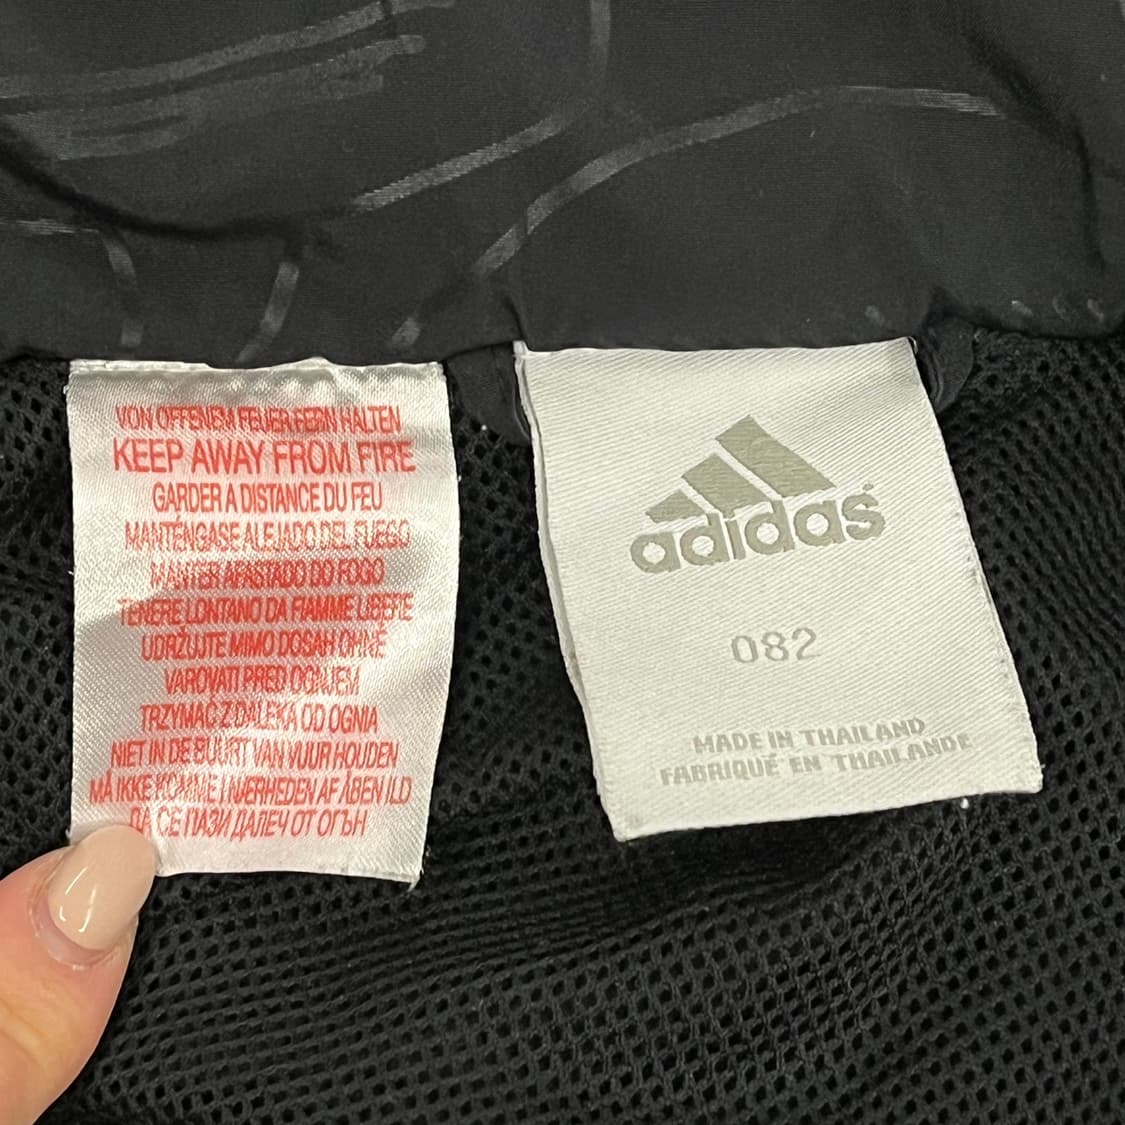 VON OFFENEM FEUER FERN HALTEN
KEEP AWAY FROM FIRE
GARDER A DISTANCE DU FEU
MANTÉNGASE ALEJADO DEL FUEGO
MANTER AFASTADO DO FOGO
TENERE LONTANO DA FIAMME LIBERE
UDRŽUJTE MIMO DOSAH OHNĚ
VAROVATI PRED OGNJEM
TRZYMAĆ Z DALEKA OD OGNIA
NIET IN DE BUURT VAN VUUR HOUDEN
MÅ IKKE KOMME I NÆRHEDEN AF ÅBEN ILD
ДА СЕ ПАЗИ ДАЛЕЧ ОТ ОГЪН
adidas
082
MADE IN THAILAND
FABRIQUÉ EN THAILANDE